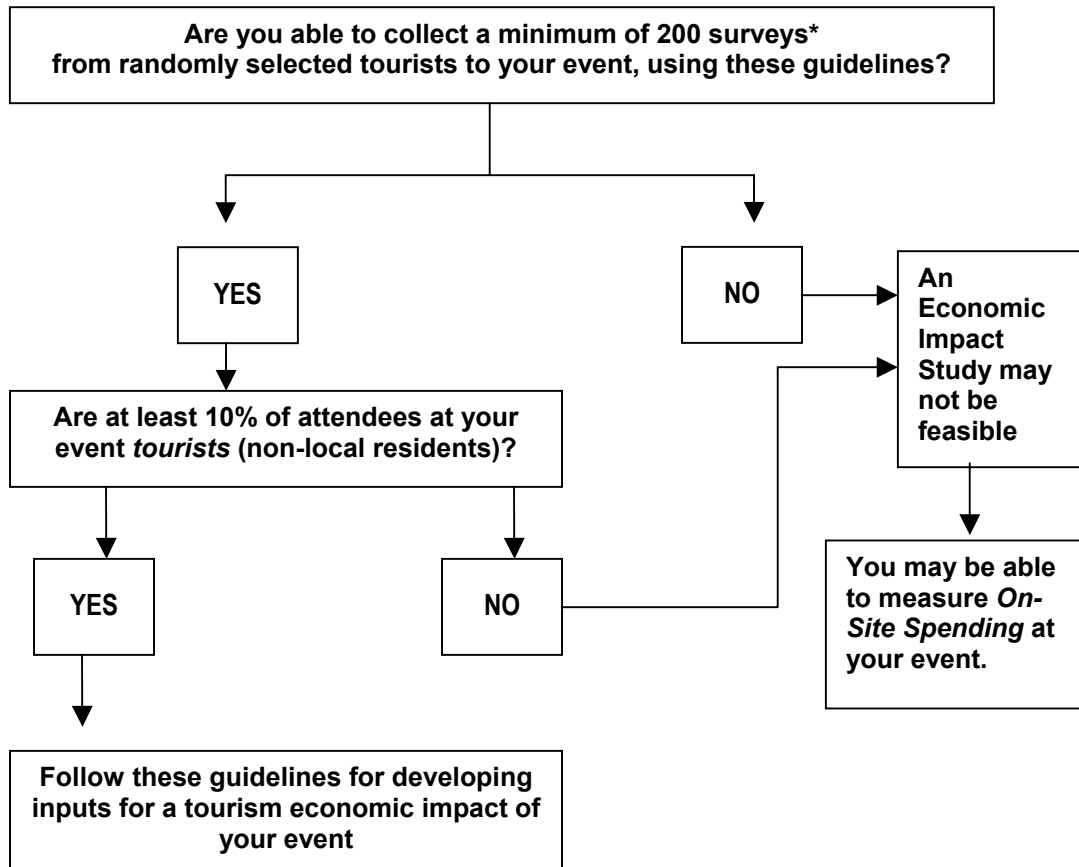 Are you able to collect a minimum of 200 surveys*
from randomly selected tourists to your event, using these guidelines?
YES
NO
An
Economic
Impact
Study may
not be
feasible
Are at least 10% of attendees at your
event tourists (non-local residents)?
YES
NO
You may be able
to measure On-
Site Spending at
your event.
Follow these guidelines for developing
inputs for a tourism economic impact of
your event